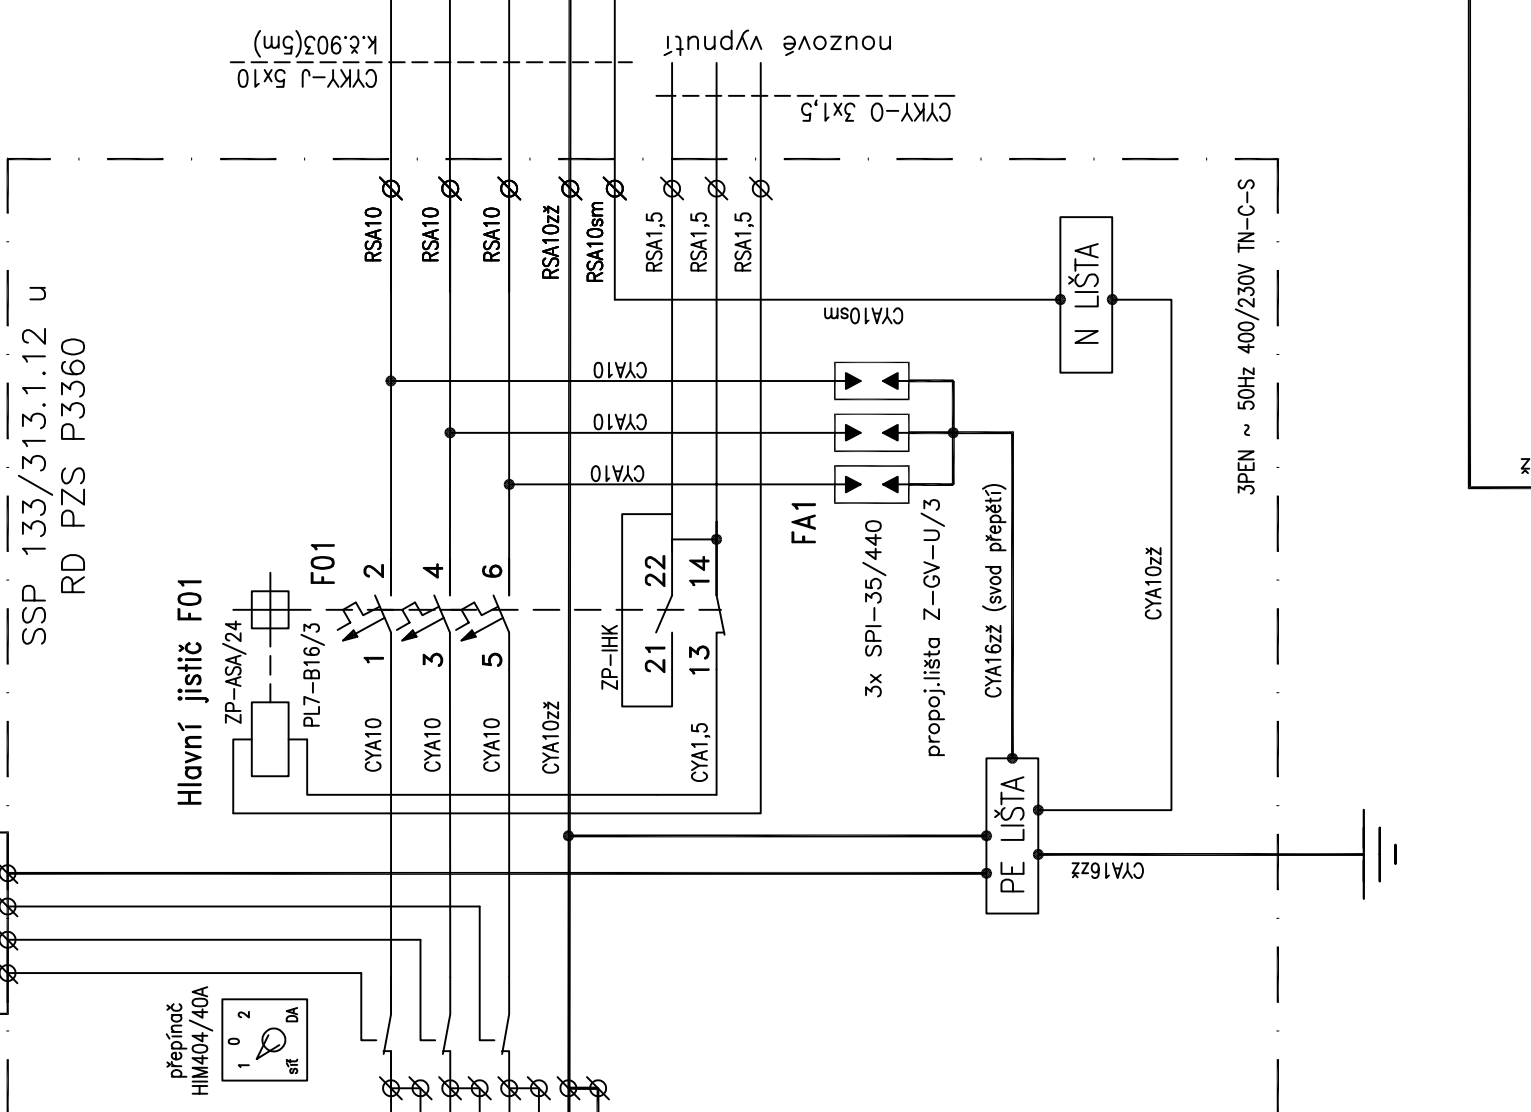 k.č.903(5m)
CYKY-J 5x10
nouzové vypnutí
CYKY-O 3x1,5
RSA10
RSA10
RSA10
RSA10zž
RSA10sm
RSA1,5
RSA1,5
RSA1,5
SSP 133/313.1.12 u
RD PZS P3360
3PEN ~ 50Hz 400/230V TN-C-S
N LIŠTA
CYA10sm
CYA10
CYA10
CYA10
Hlavní jistič F01
ZP-ASA/24
PL7-B16/3
F01
2
4
6
1
3
5
ZP-IHK
22
14
21
13
FA1
3x SPI-35/440
propoj.lišta Z-GV-U/3
CYA16zž (svod přepětí)
CYA10zž
CYA10
CYA10
CYA10
CYA10zž
CYA1,5
PE LIŠTA
CYA16zž
přepínač
HIM404/40A
1 0 2
síť DA
zž